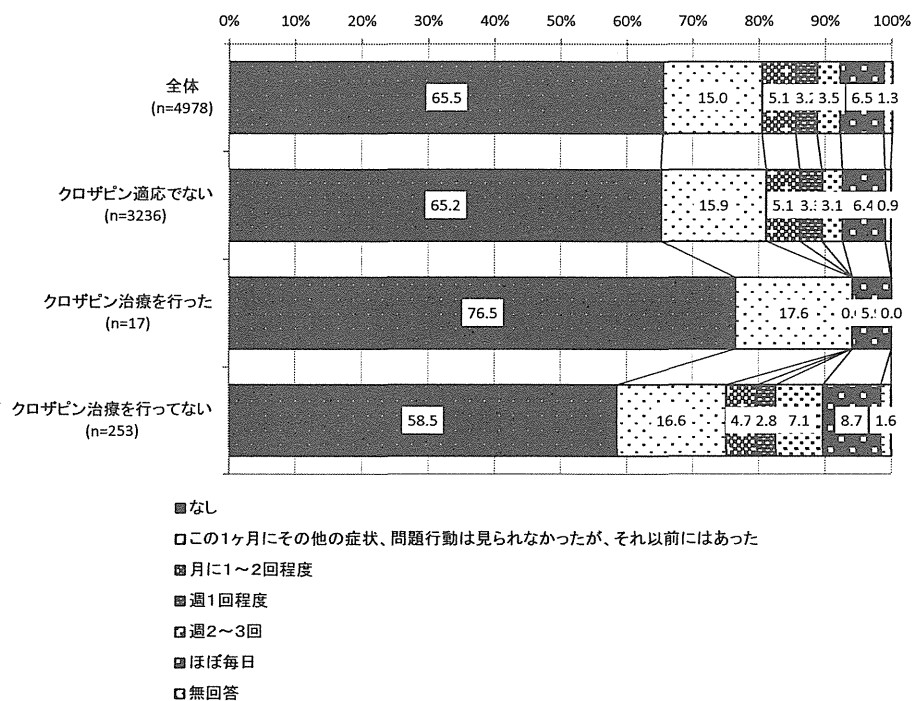 0% 10% 20% 30% 40% 50% 60% 70% 80% 90% 100%
全体
(n=4978)
65.5 15.0 5.1 3.5 6.5 1.3
クロザピン適応でない
(n=3236)
65.2 15.9 5.1 3.1 6.4 0.9
クロザピン治療を行った
(n=17)
76.5 17.6 0.0
クロザピン治療を行ってない
(n=253)
58.5 16.6 4.7 2.8 7.1 8.7 1.6
なし
この1ヶ月にその他の症状、問題行動は見られなかったが、それ以前にはあった
月に1~2回程度
週1回程度
週2~3回
ほぼ毎日
無回答